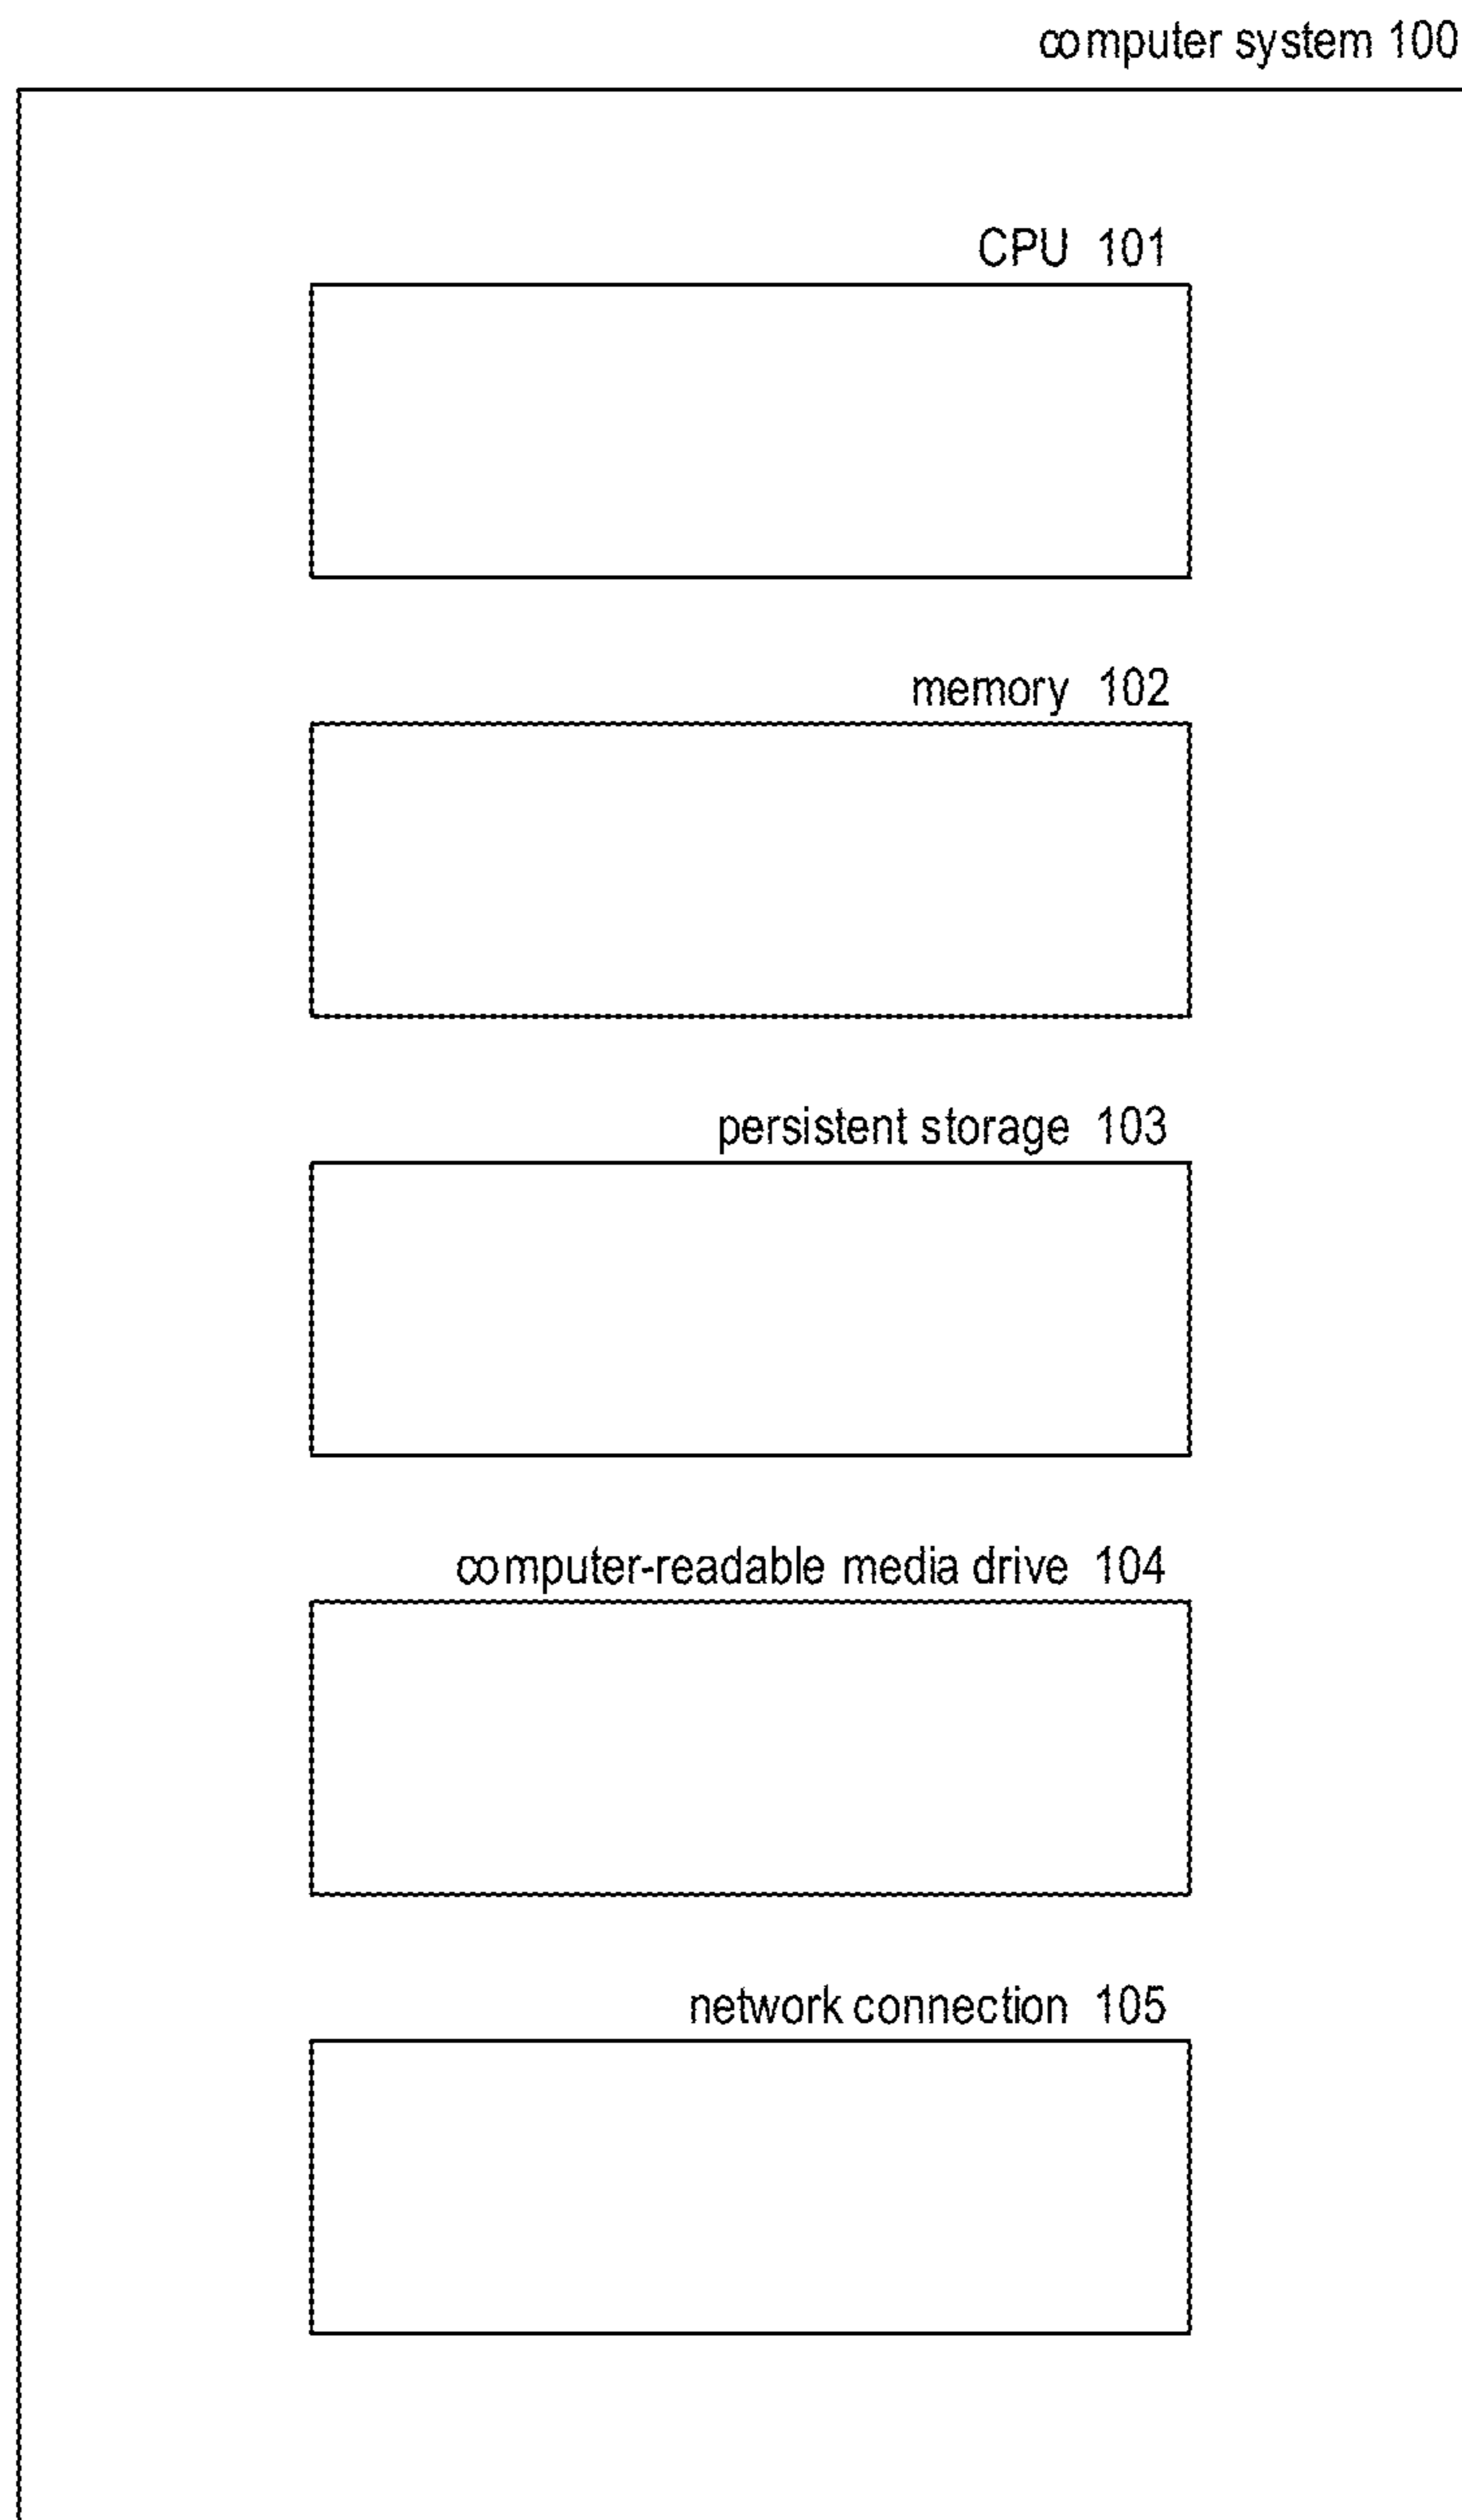 computer system 100
CPU 101
memory 102
persistent storage 103
computer-readable media drive 104
network connection 105